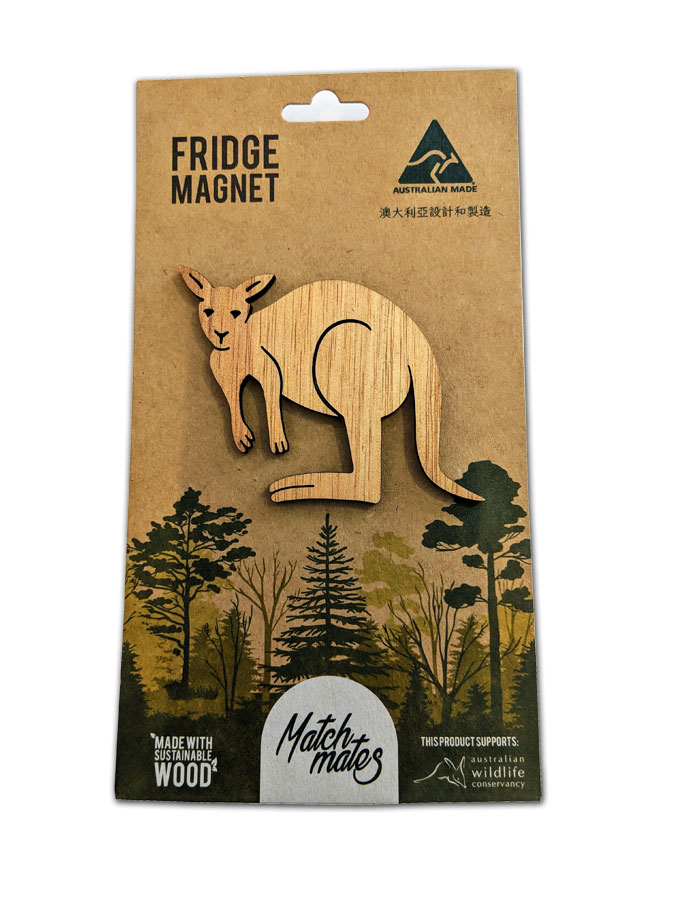 FRIDGE
MAGNET
AUSTRALIAN MADE
澳大利亞設計和製造
MADE WITH
SUSTAINABLE
WOOD
Match
mates
THIS PRODUCT SUPPORTS:
australian
wildlife
conservancy